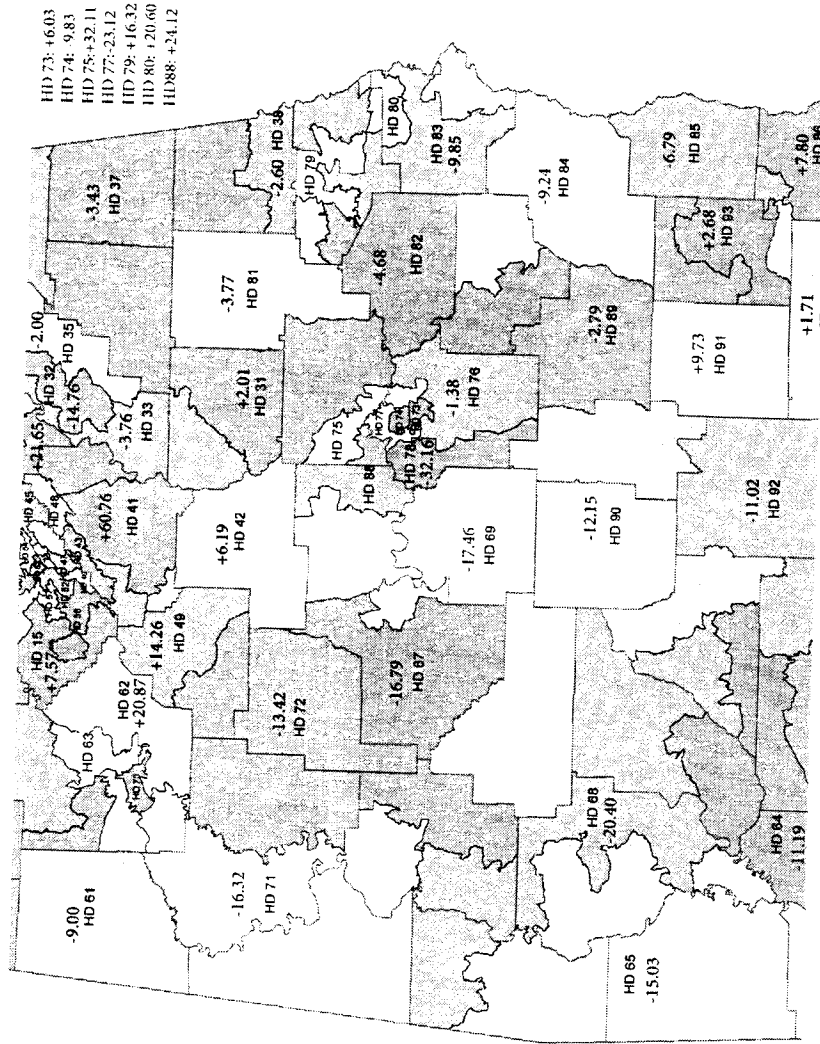 HD 73: +6.03
HD 74: -9.83
HD 75:+32.11
HD 77:-23.12
HD 79: +16.32
HD 80: +20.60
HD88: +24.12
-3.43
HD 37
HD 38
-2.60
HD 79
HD 80
HD 83
-9.85
-9.24
HD 84
-6.79
HD 85
+7.80
-2.00
HD 35
HD 32
-14.76
+21.65
-3.76
HD 33
-3.77
HD 81
+2.01
HD 31
-4.68
HD 82
+2.68
HD 93
-2.79
HD 89
+9.73
HD 91
+1.71
HD 75
-1.38
HD 76
HD 78
-32.16
HD 88
HD 45
HD 48
+60.76
HD 41
+6.19
HD 42
-17.46
HD 69
-12.15
HD 90
-11.02
HD 92
HD 15
+7.57
+14.26
HD 49
HD 62
+20.87
HD 63
-13.42
HD 72
-16.79
HD 67
-9.00
HD 61
-16.32
HD 71
HD 68
-20.40
HD 64
-11.19
HD 65
-15.03